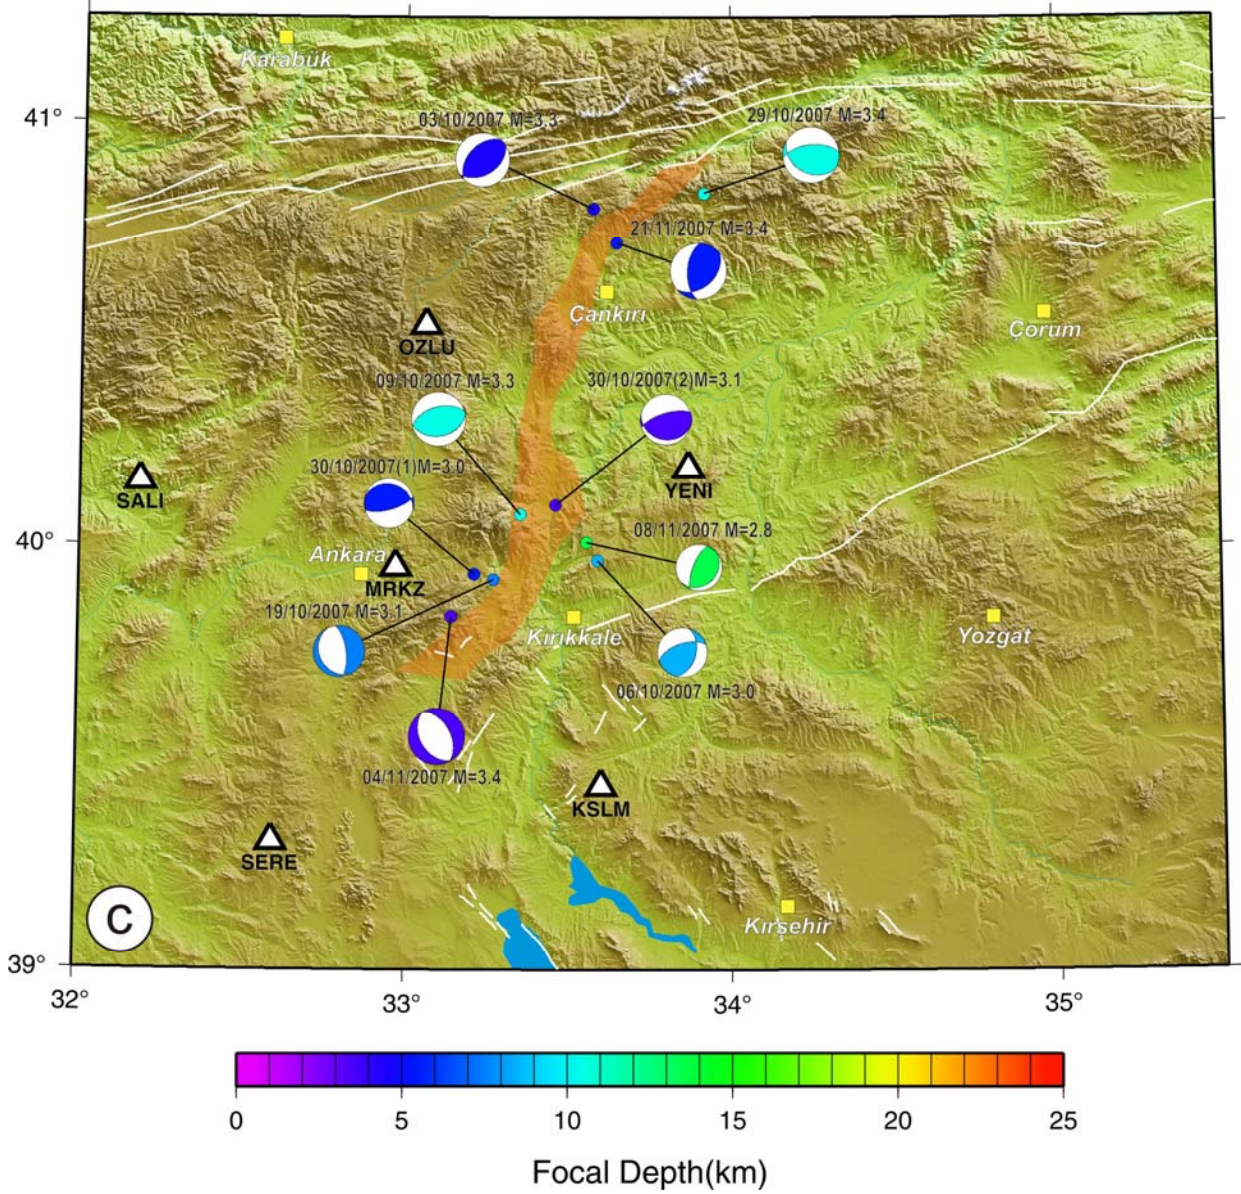 Karabük
41°
03/10/2007 M=3.3
29/10/2007 M=3.4
21/11/2007 M=3.4
Çankırı
Çorum
OZLU
09/10/2007 M=3.3
30/10/2007(2)M=3.1
30/10/2007(1)M=3.0
SALI
YENI
40°
08/11/2007 M=2.8
Ankara
MRKZ
19/10/2007 M=3.1
Kırıkkale
Yozgat
06/10/2007 M=3.0
04/11/2007 M=3.4
KSLM
SERE
C
Kırşehir
39°
32° 33° 34° 35°
0 5 10 15 20 25
Focal Depth(km)